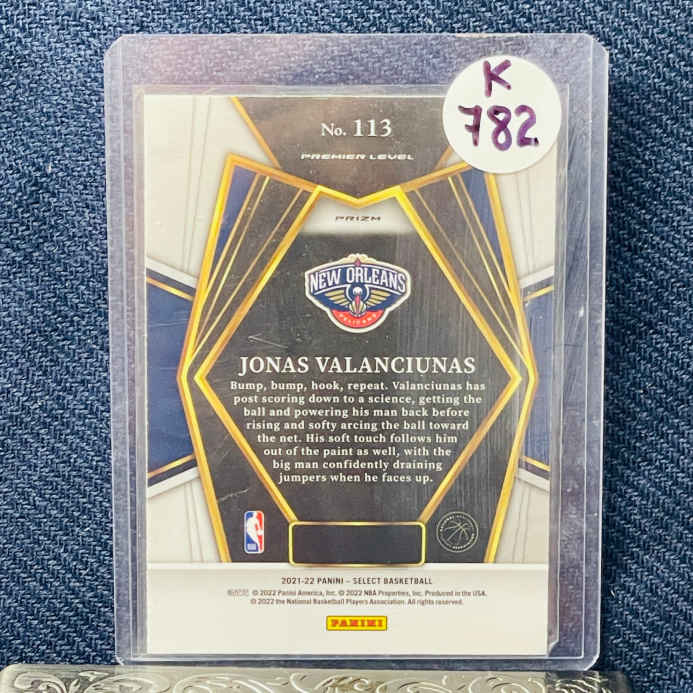 K
782
No. 113
PREMIER LEVEL
PRIZM
NEW ORLEANS
PELICANS
JONAS VALANCIUNAS
Bump, bump, hook, repeat. Valanciunas has
post scoring down to a science, getting the
ball and powering his man back before
rising and softy arcing the ball toward
the net. His soft touch follows him
out of the paint as well, with the
big man confidently draining
jumpers when he faces up.
2021-22 PANINI – SELECT BASKETBALL
© 2022 Panini America, Inc. © 2022 NBA Properties, Inc. Produced in the USA.
© 2022 the National Basketball Players Association. All rights reserved.
PANINI